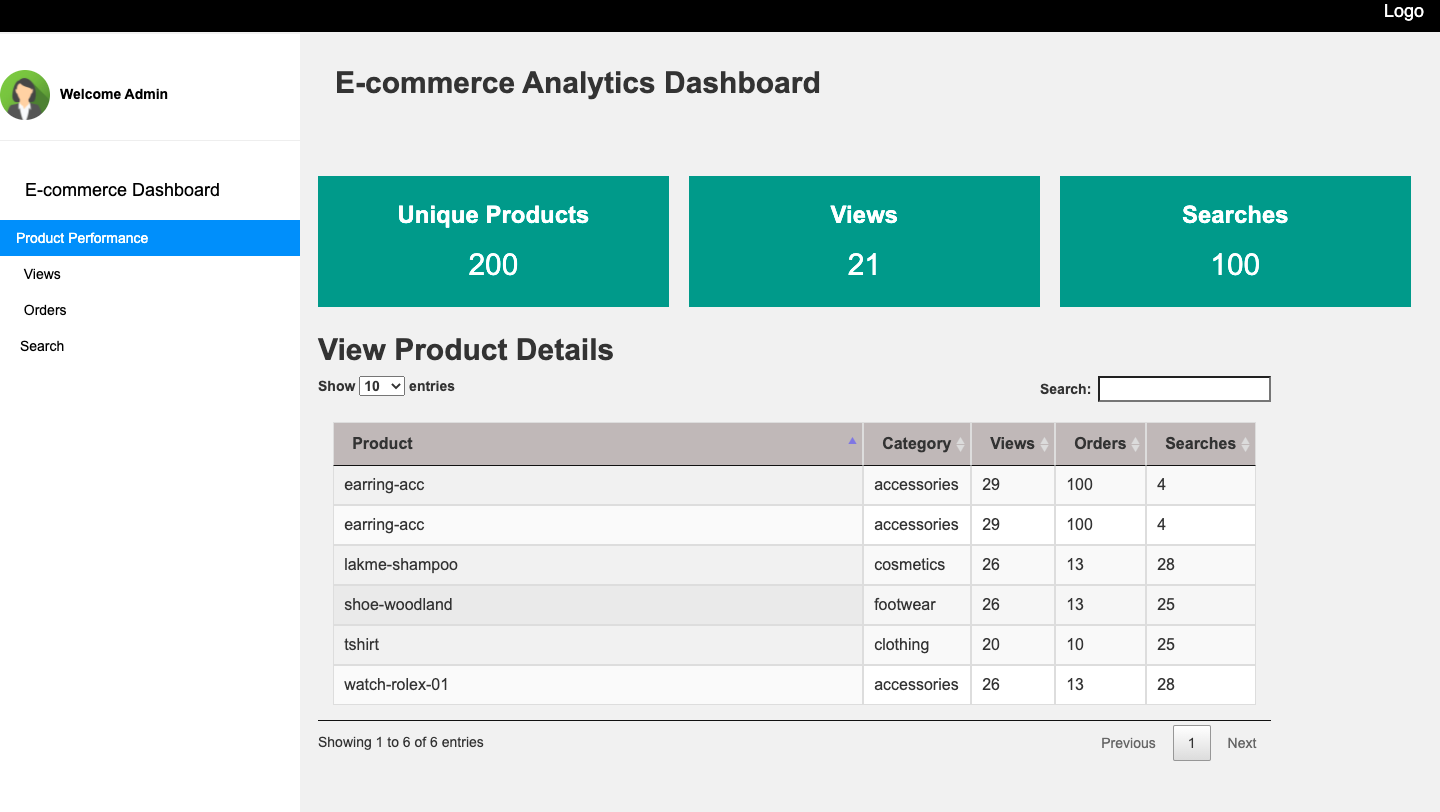 Logo
Welcome Admin
E-commerce Dashboard
Product Performance
Views
Orders
Search
E-commerce Analytics Dashboard
Unique Products
200
Views
21
Searches
100
View Product Details
Show 10 entries
Search:
Product Category Views Orders Searches
earring-acc accessories 29 100 4
earring-acc accessories 29 100 4
lakme-shampoo cosmetics 26 13 28
shoe-woodland footwear 26 13 25
tshirt clothing 20 10 25
watch-rolex-01 accessories 26 13 28
Showing 1 to 6 of 6 entries
Previous 1 Next